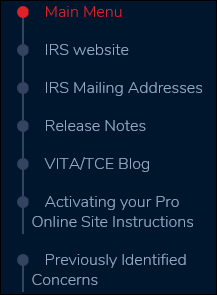 Main Menu
IRS website
IRS Mailing Addresses
Release Notes
VITA/TCE Blog
Activating your Pro
Online Site Instructions
Previously Identified
Concerns